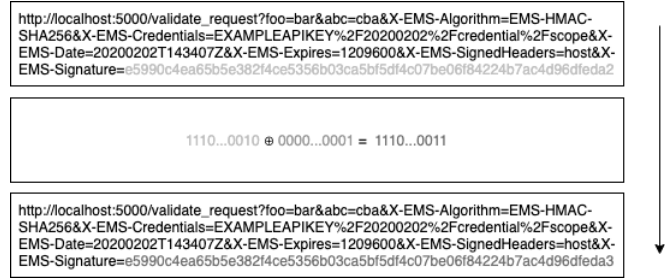 http://localhost:5000/validate_request?foo=bar&abc=cba&X-EMS-Algorithm=EMS-HMAC-
SHA256&X-EMS-Credentials=EXAMPLEAPIKEY%2F20200202%2Fcredential%2Fscope&X-
EMS-Date=20200202T143407Z&X-EMS-Expires=1209600&X-EMS-SignedHeaders=host&X-
EMS-Signature=e5990c4ea65b5e382f4ce5356b03ca5bf5df4c07be06f84224b7ac4d96dfeda2
1110...0010 ⊕ 0000...0001 = 1110...0011
http://localhost:5000/validate_request?foo=bar&abc=cba&X-EMS-Algorithm=EMS-HMAC-
SHA256&X-EMS-Credentials=EXAMPLEAPIKEY%2F20200202%2Fcredential%2Fscope&X-
EMS-Date=20200202T143407Z&X-EMS-Expires=1209600&X-EMS-SignedHeaders=host&X-
EMS-Signature=e5990c4ea65b5e382f4ce5356b03ca5bf5df4c07be06f84224b7ac4d96dfeda3